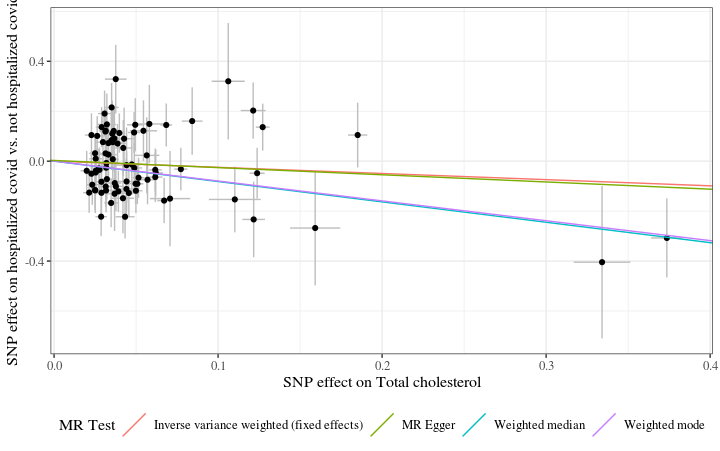 SNP effect on hospitalized covid vs. not hospitalized covid
0.4
0.0
-0.4
0.0
0.1
0.2
0.3
0.4
SNP effect on Total cholesterol
MR Test
Inverse variance weighted (fixed effects)
MR Egger
Weighted median
Weighted mode